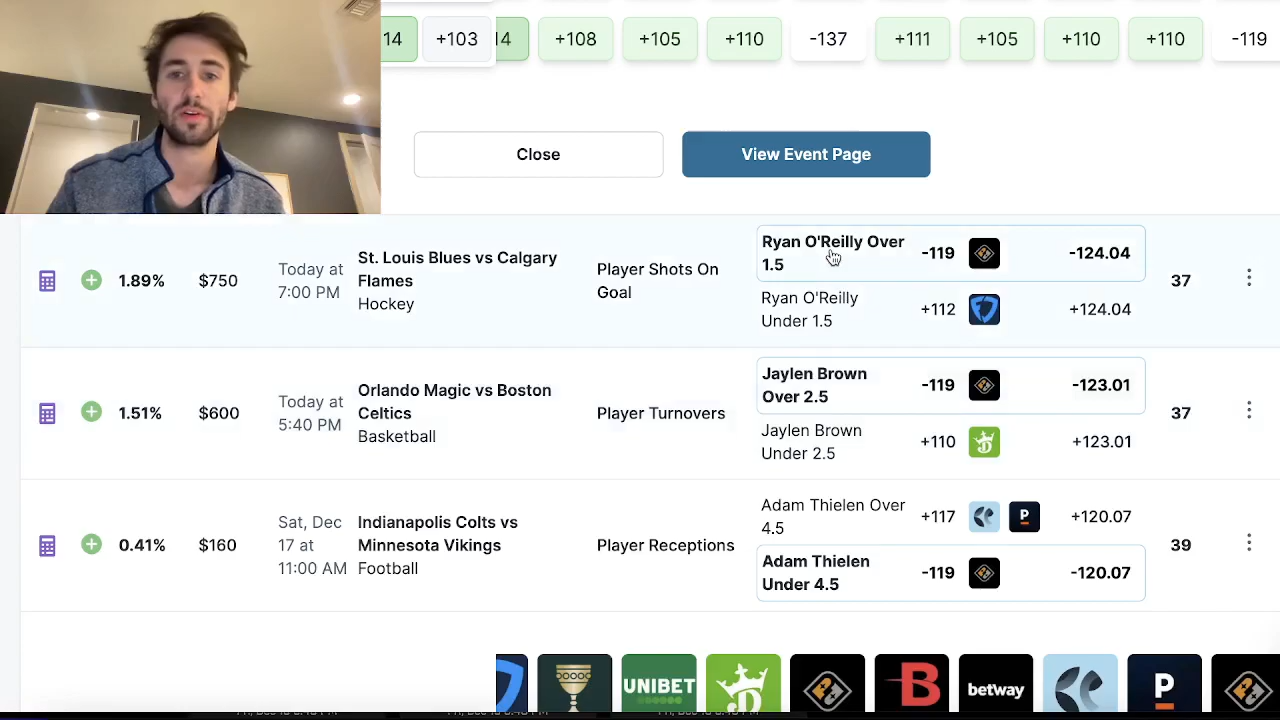 14
+103
14
+108
+105
+110
-137
+111
+105
+110
+110
-119
Close
View Event Page
1.89%
$750
Today at
7:00 PM
St. Louis Blues vs Calgary
Flames
Hockey
Player Shots On
Goal
Ryan O'Reilly Over
1.5
-119
-124.04
Ryan O'Reilly
Under 1.5
+112
+124.04
37
1.51%
$600
Today at
5:40 PM
Orlando Magic vs Boston
Celtics
Basketball
Player Turnovers
Jaylen Brown
Over 2.5
-119
-123.01
Jaylen Brown
Under 2.5
+110
+123.01
37
0.41%
$160
Sat, Dec
17 at
11:00 AM
Indianapolis Colts vs
Minnesota Vikings
Football
Player Receptions
Adam Thielen Over
4.5
+117
P
+120.07
Adam Thielen
Under 4.5
-119
-120.07
39
UNIBET
B
betway
P